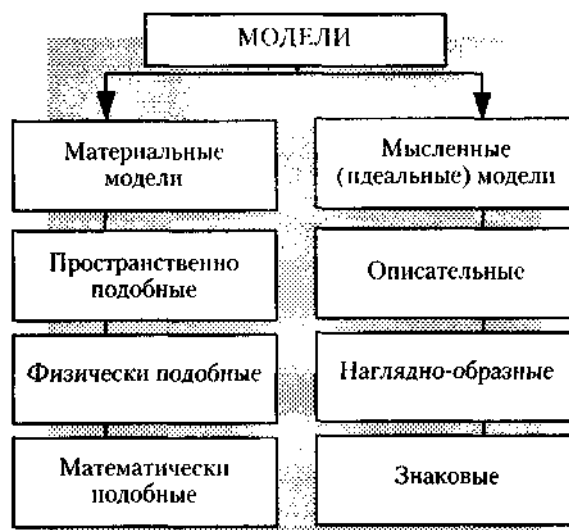 МОДЕЛИ
Материальные
модели
Пространственно
подобные
Физически подобные
Математически
подобные
Мысленные
(идеальные) модели
Описательные
Наглядно-образные
Знаковые